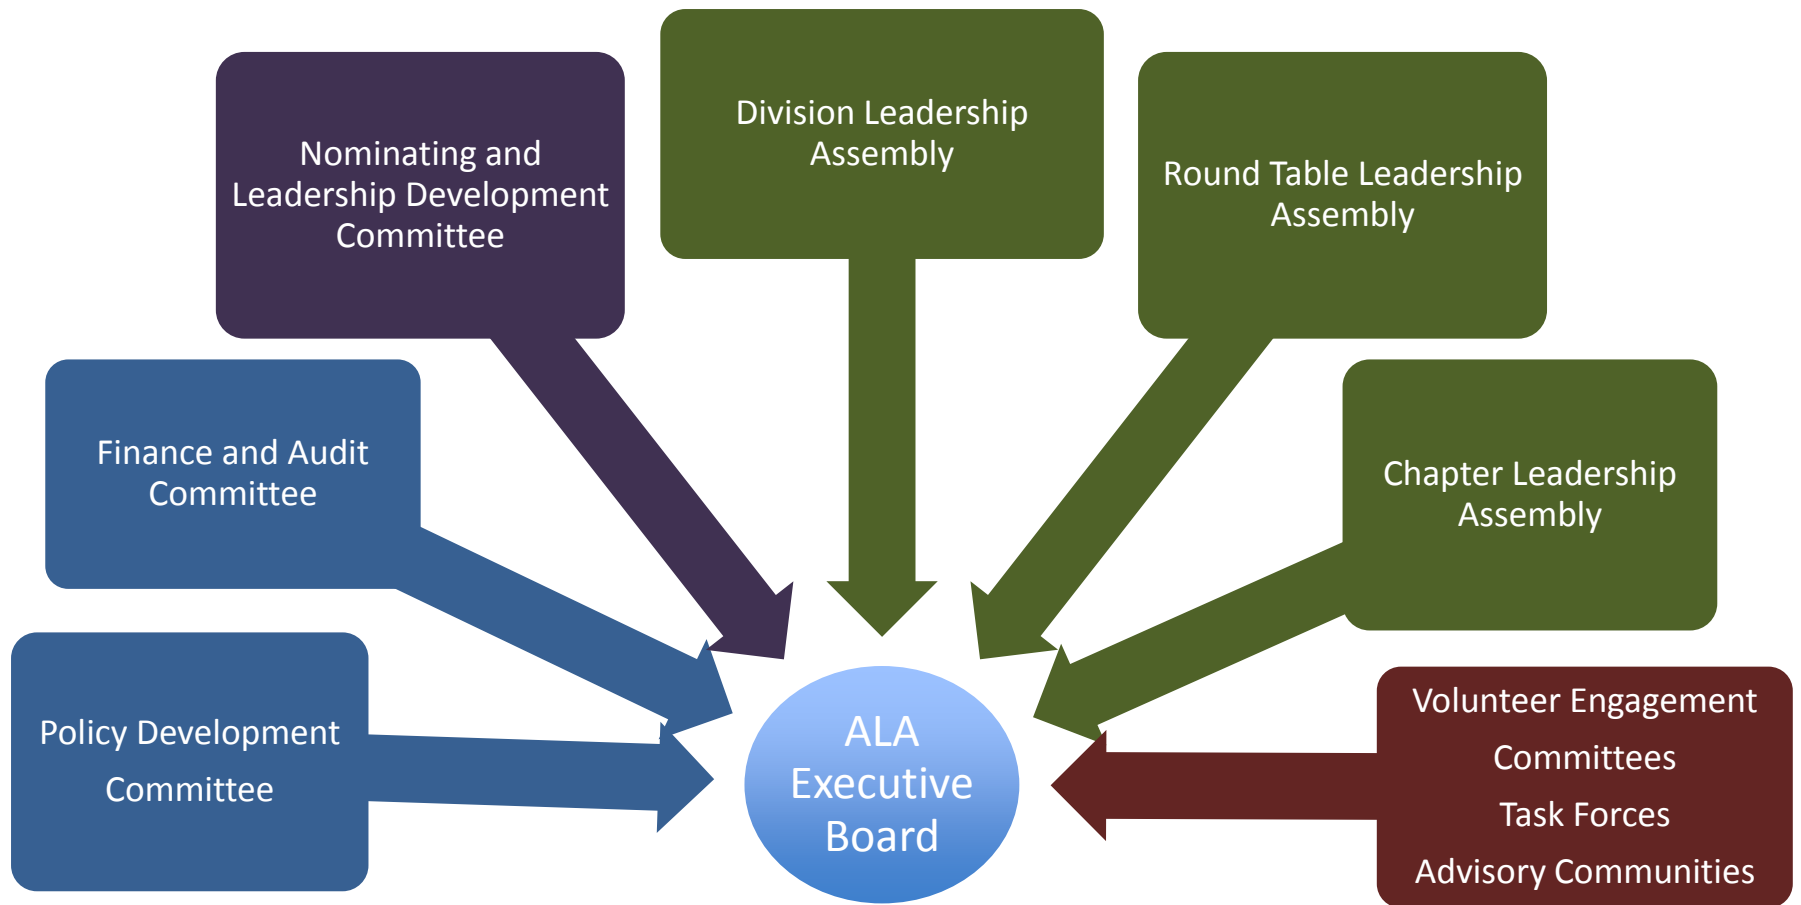 Division Leadership
Assembly
Nominating and
Leadership Development
Committee
Round Table Leadership
Assembly
Finance and Audit
Committee
Chapter Leadership
Assembly
Policy Development
Committee
ALA
Executive
Board
Volunteer Engagement
Committees
Task Forces
Advisory Communities